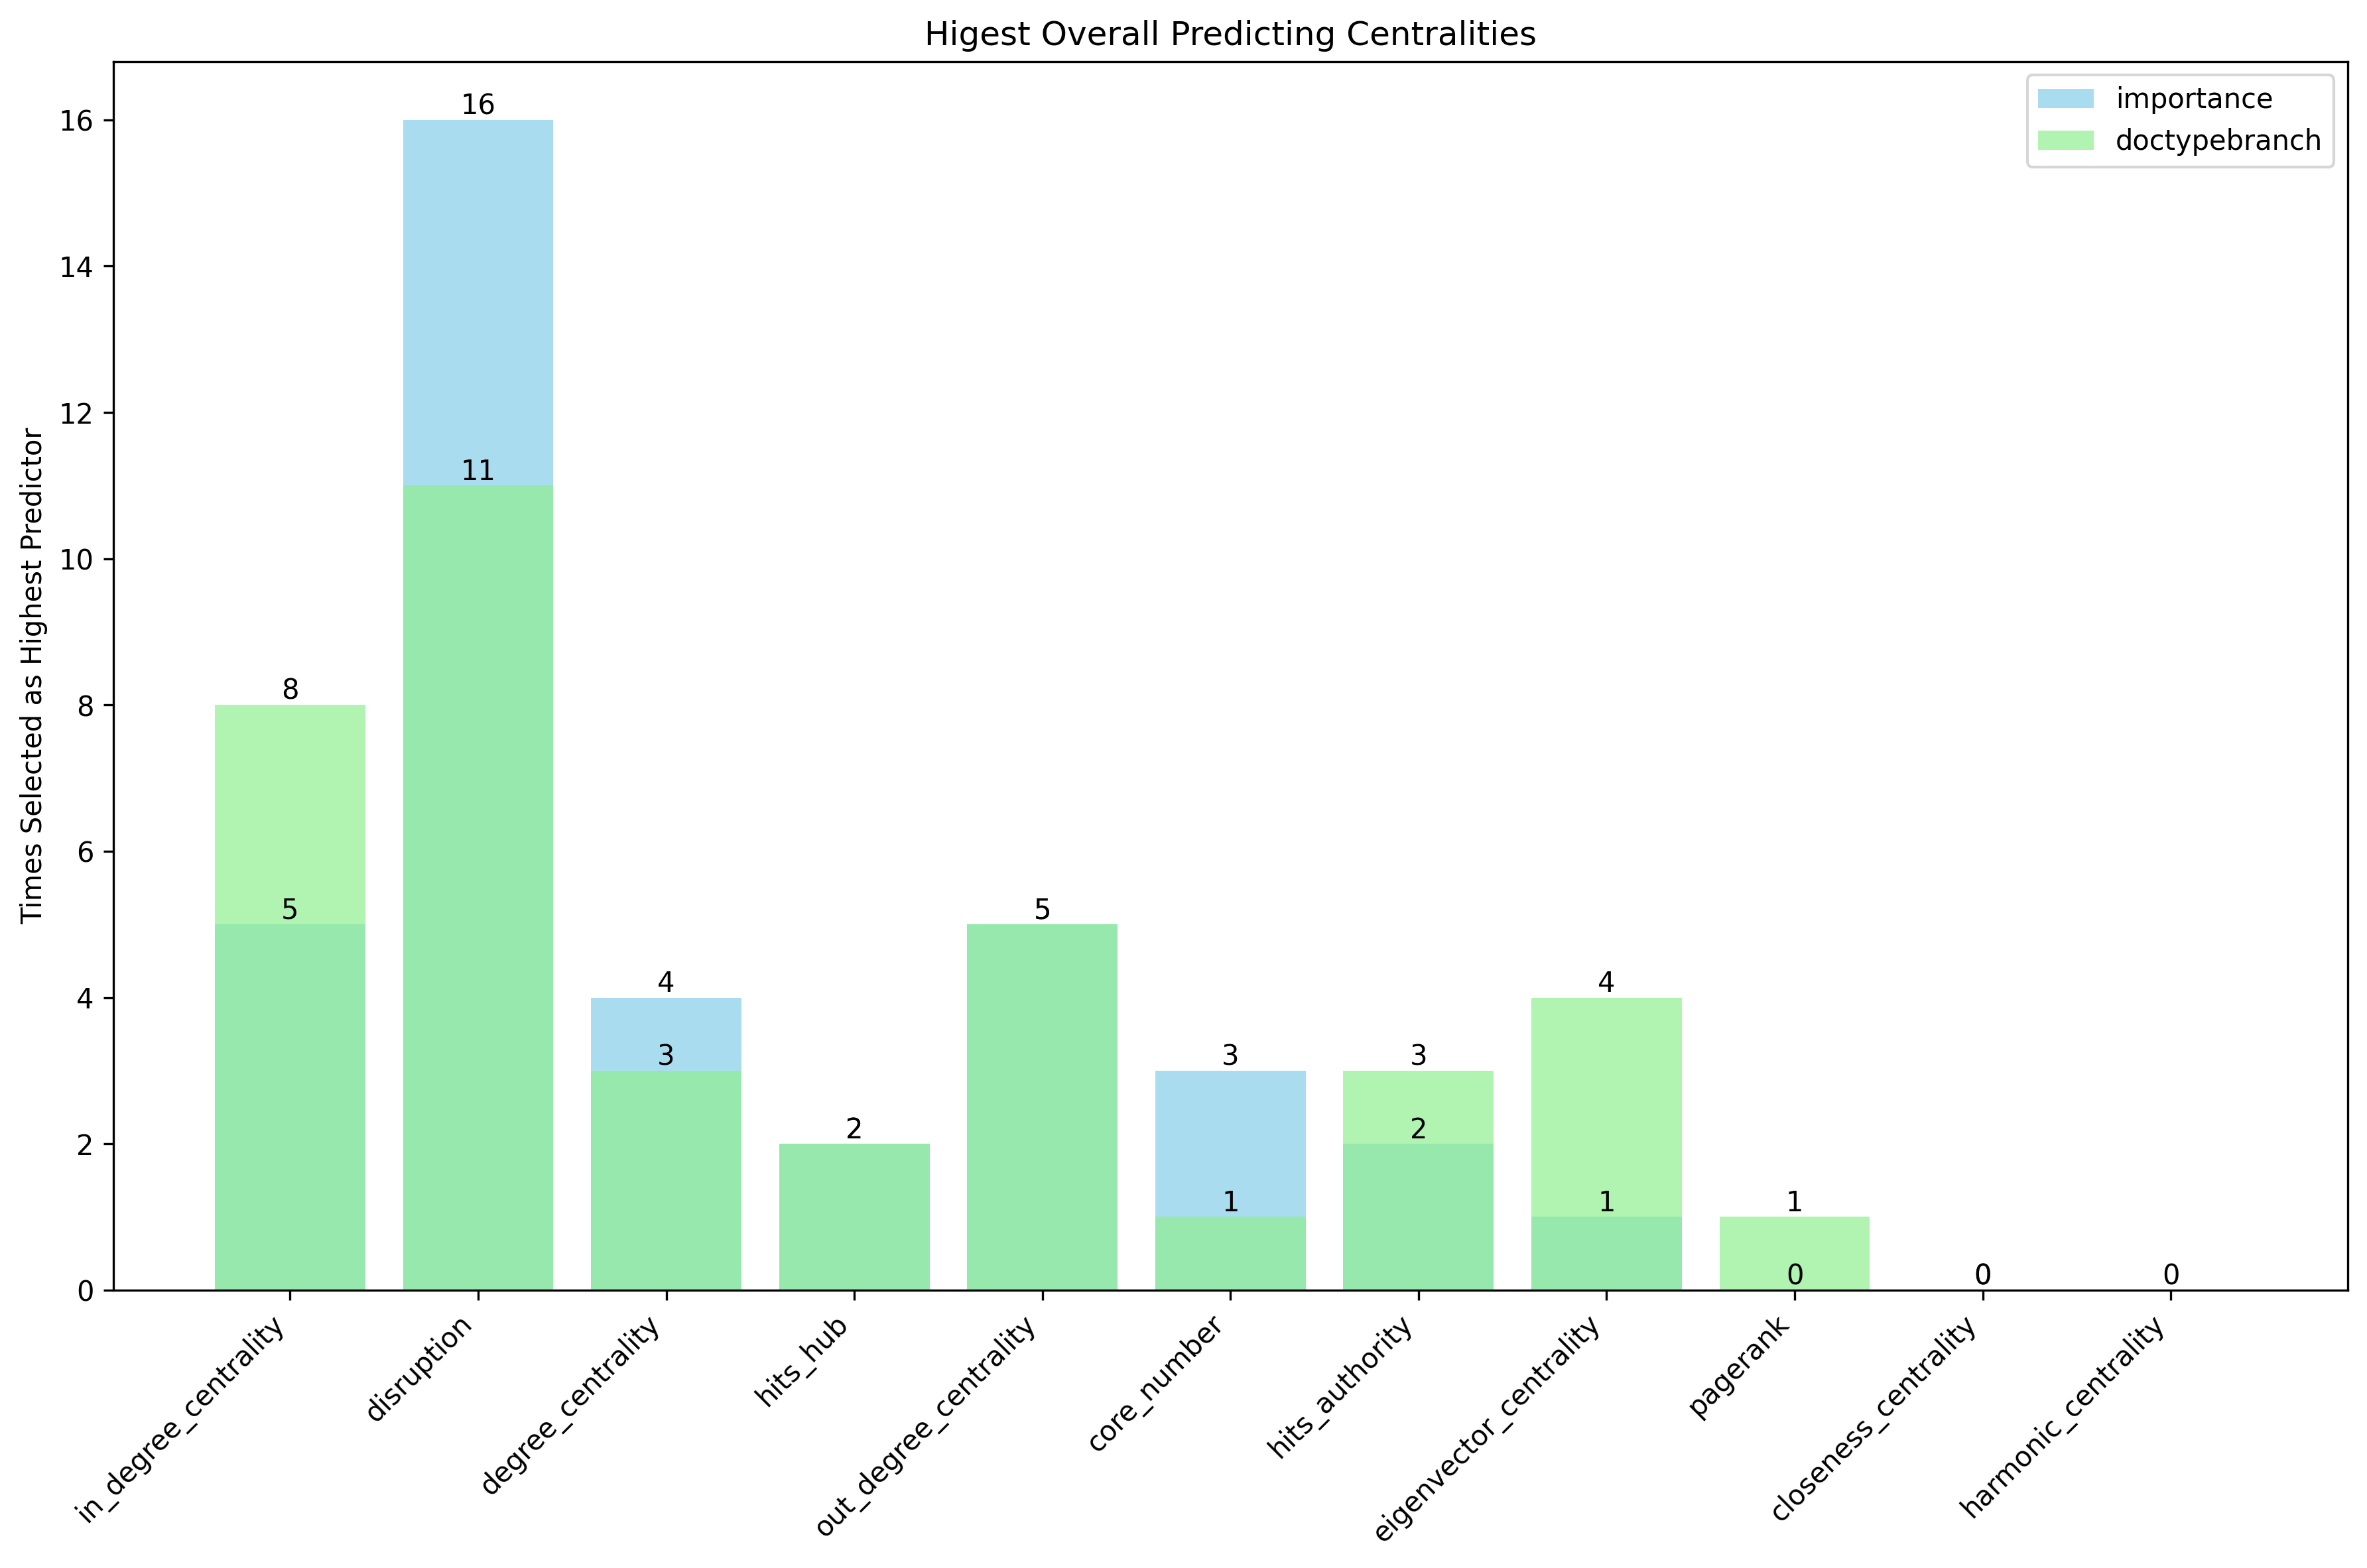 Higest Overall Predicting Centralities
importance
doctypebranch
Times Selected as Highest Predictor
16
14
12
10
8
6
4
2
0
8
5
16
11
4
3
2
5
3
1
3
2
4
1
1
0
0
0
in_degree_centrality
disruption
degree_centrality
hits_hub
out_degree_centrality
core_number
hits_authority
eigenvector_centrality
pagerank
closeness_centrality
harmonic_centrality